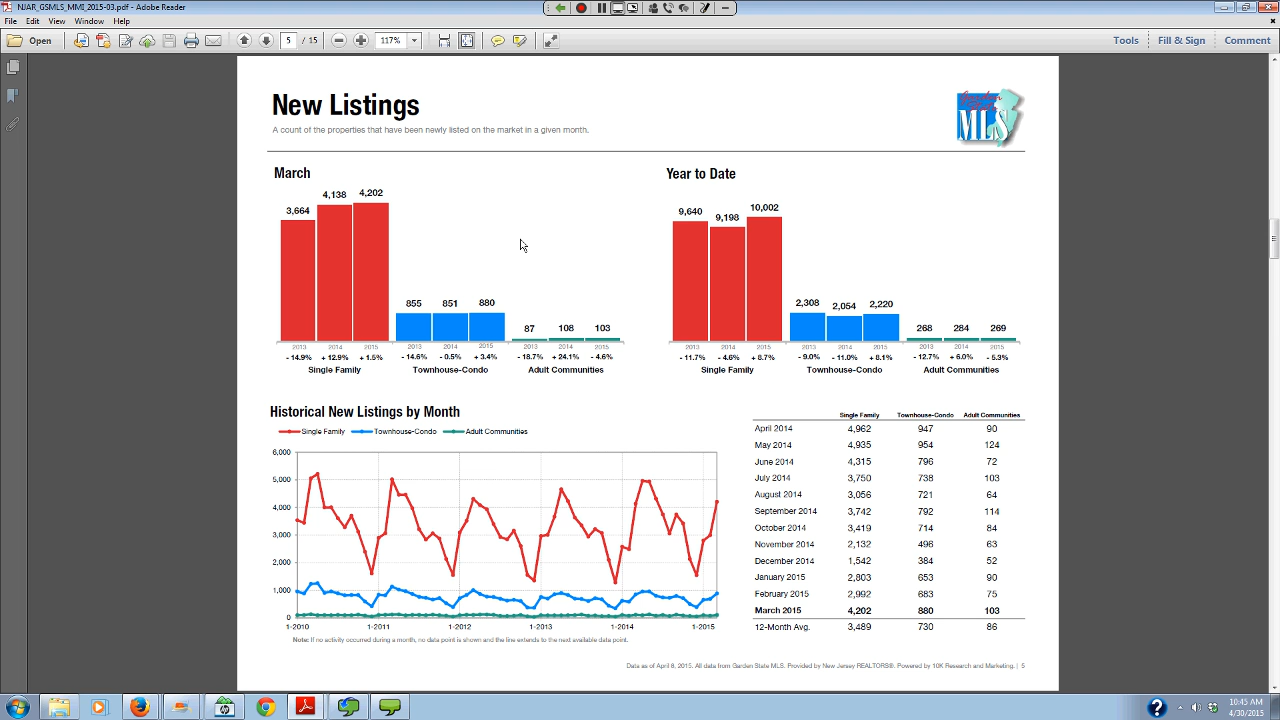 NJAR_GSMLS_MMI_2015-03.pdf - Adobe Reader
File Edit View Window Help
Open 5 / 15 117% Tools Fill & Sign Comment
New Listings
A count of the properties that have been newly listed on the market in a given month.
Garden State
MLS
March
3,664 4,138 4,202
855 851 880
87 108 103
2013 2014 2015 2013 2014 2015 2013 2014 2015
- 14.9% + 12.9% + 1.5% - 14.6% - 0.5% + 3.4% - 18.7% + 24.1% - 4.6%
Single Family Townhouse-Condo Adult Communities
Year to Date
9,640 9,198 10,002
2,308 2,054 2,220
268 284 269
2013 2014 2015 2013 2014 2015 2013 2014 2015
- 11.7% - 4.6% + 8.7% - 9.0% - 11.0% + 8.1% - 12.7% + 6.0% - 5.3%
Single Family Townhouse-Condo Adult Communities
Historical New Listings by Month
Single Family Townhouse-Condo Adult Communities
6,000
5,000
4,000
3,000
2,000
1,000
0
1-2010 1-2011 1-2012 1-2013 1-2014 1-2015
Note: If no activity occurred during a month, no data point is shown and the line extends to the next available data point.
Single Family Townhouse-Condo Adult Communities
April 2014 4,962 947 90
May 2014 4,935 954 124
June 2014 4,315 796 72
July 2014 3,750 738 103
August 2014 3,056 721 64
September 2014 3,742 792 114
October 2014 3,419 714 84
November 2014 2,132 496 63
December 2014 1,542 384 52
January 2015 2,803 653 90
February 2015 2,992 683 75
March 2015 4,202 880 103
12-Month Avg. 3,489 730 86
Data as of April 8, 2015. All data from Garden State MLS. Provided by New Jersey REALTORS®. Powered by 10K Research and Marketing. | 5
10:45 AM
4/30/2015